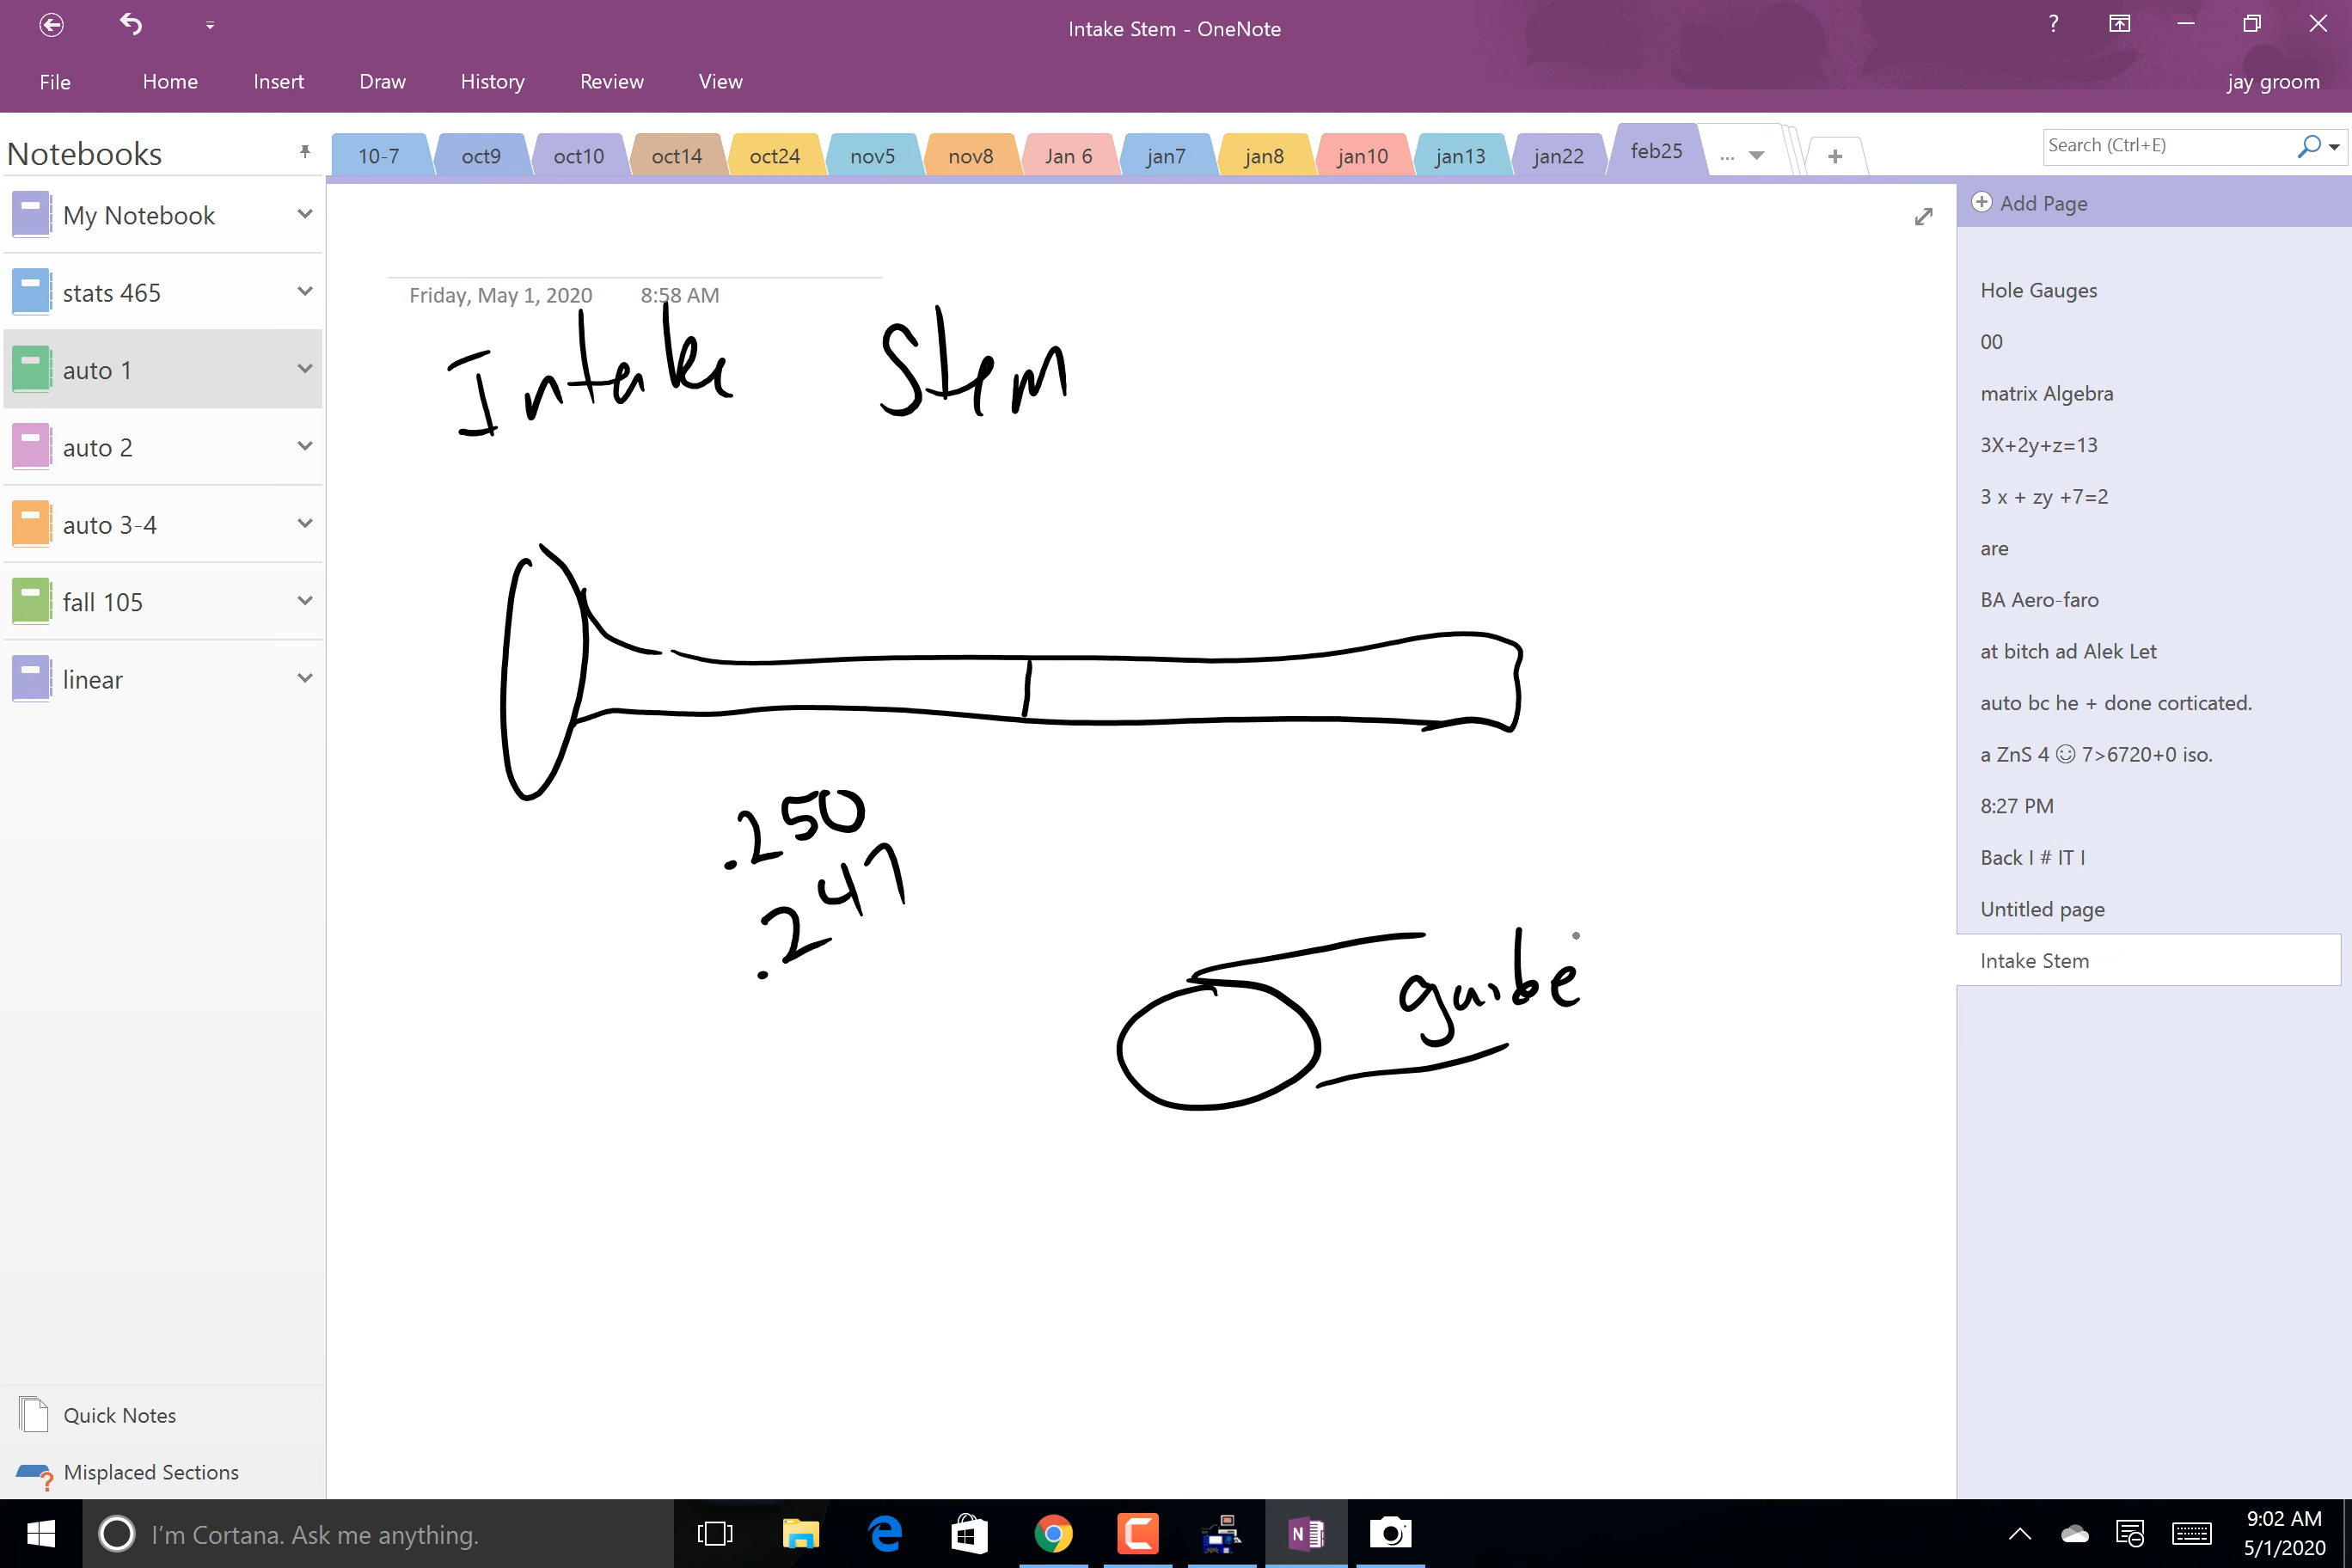 Intake Stem - OneNote
?
File Home Insert Draw History Review View
jay groom
Notebooks
10-7 oct9 oct10 oct14 oct24 nov5 nov8 Jan 6 jan7 jan8 jan10 jan13 jan22 feb25 ...
Search (Ctrl+E)
My Notebook
stats 465
auto 1
auto 2
auto 3-4
fall 105
linear
Quick Notes
Misplaced Sections
Friday, May 1, 2020 8:58 AM
Intake Stem
.250
.247
guibe
Add Page
Hole Gauges
00
matrix Algebra
3X+2y+z=13
3 x + zy +7=2
are
BA Aero-faro
at bitch ad Alek Let
auto bc he + done corticated.
a ZnS 4 ☺ 7>6720+0 iso.
8:27 PM
Back I # IT I
Untitled page
Intake Stem
I'm Cortana. Ask me anything.
9:02 AM
5/1/2020